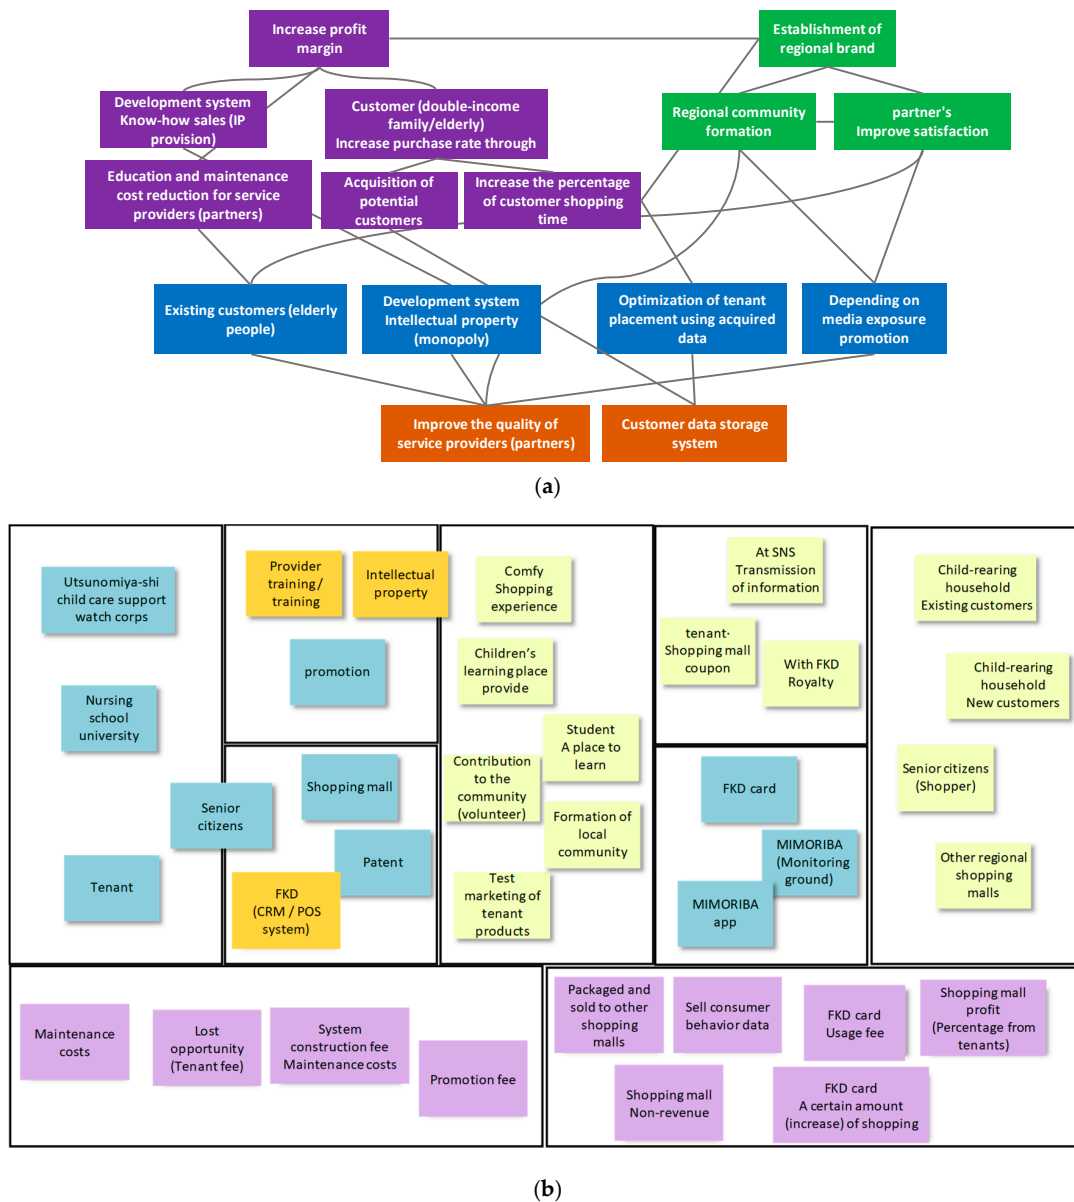 Increase profit
margin
Establishment of
regional brand
Development system
Know-how sales (IP
provision)
Customer (double-income
family/elderly)
Increase purchase rate through
Regional community
formation
partner's
Improve satisfaction
Education and maintenance
cost reduction for service
providers (partners)
Acquisition of
potential
customers
Increase the percentage
of customer shopping
time
Existing customers (elderly
people)
Development system
Intellectual property
(monopoly)
Optimization of tenant
placement using acquired
data
Depending on
media exposure
promotion
Improve the quality of
service providers (partners)
Customer data storage
system
(a)
Utsunomiya-shi
child care support
watch corps
Nursing
school
university
Senior
citizens
Tenant
Provider
training/
training
Intellectual
property
promotion
Shopping mall
Patent
FKD
(CRM / POS
system)
Comfy
Shopping
experience
Children's
learning place
provide
Student
A place to
learn
Contribution
to the
community
(volunteer)
Formation of
local
community
Test
marketing of
tenant
products
At SNS
Transmission
of information
tenant·
Shopping mall
coupon
With FKD
Royalty
FKD card
MIMORIBA
(Monitoring
ground)
MIMORIBA
app
Child-rearing
household
Existing customers
Child-rearing
household
New customers
Senior citizens
(Shopper)
Other regional
shopping
malls
Maintenance
costs
Lost
opportunity
(Tenant fee)
System
construction fee
Maintenance costs
Promotion fee
Packaged and
sold to other
shopping
malls
Sell consumer
behavior data
FKD card
Usage fee
Shopping mall
profit
(Percentage from
tenants)
Shopping mall
Non-revenue
FKD card
A certain amount
(increase) of shopping
(b)